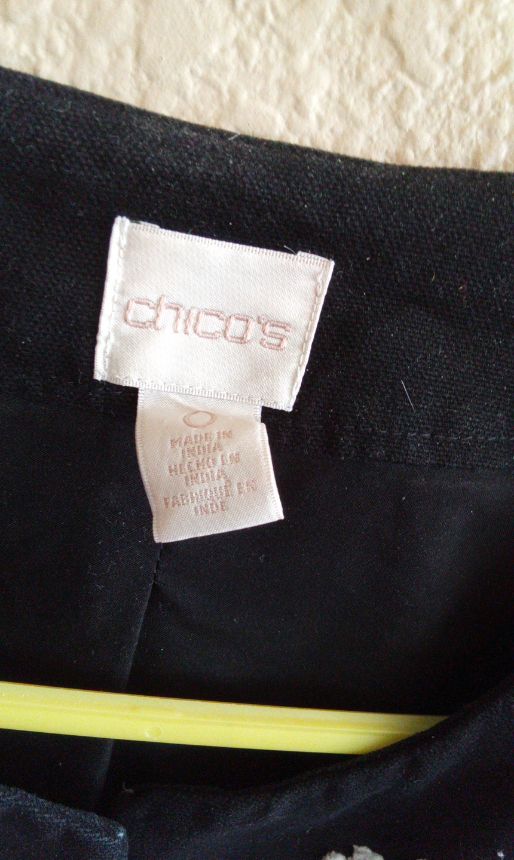 chico's
0
MADE IN
INDIA
HECHO EN
INDIA
FABRIQUÉ EN
INDE